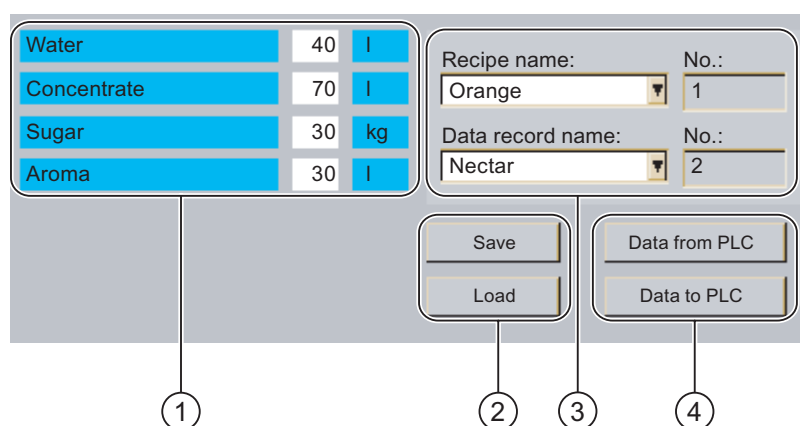 Water 40 l
Concentrate 70 l
Sugar 30 kg
Aroma 30 l
Recipe name: No.:
Orange 1
Data record name: No.:
Nectar 2
Save Data from PLC
Load Data to PLC
1 2 3 4